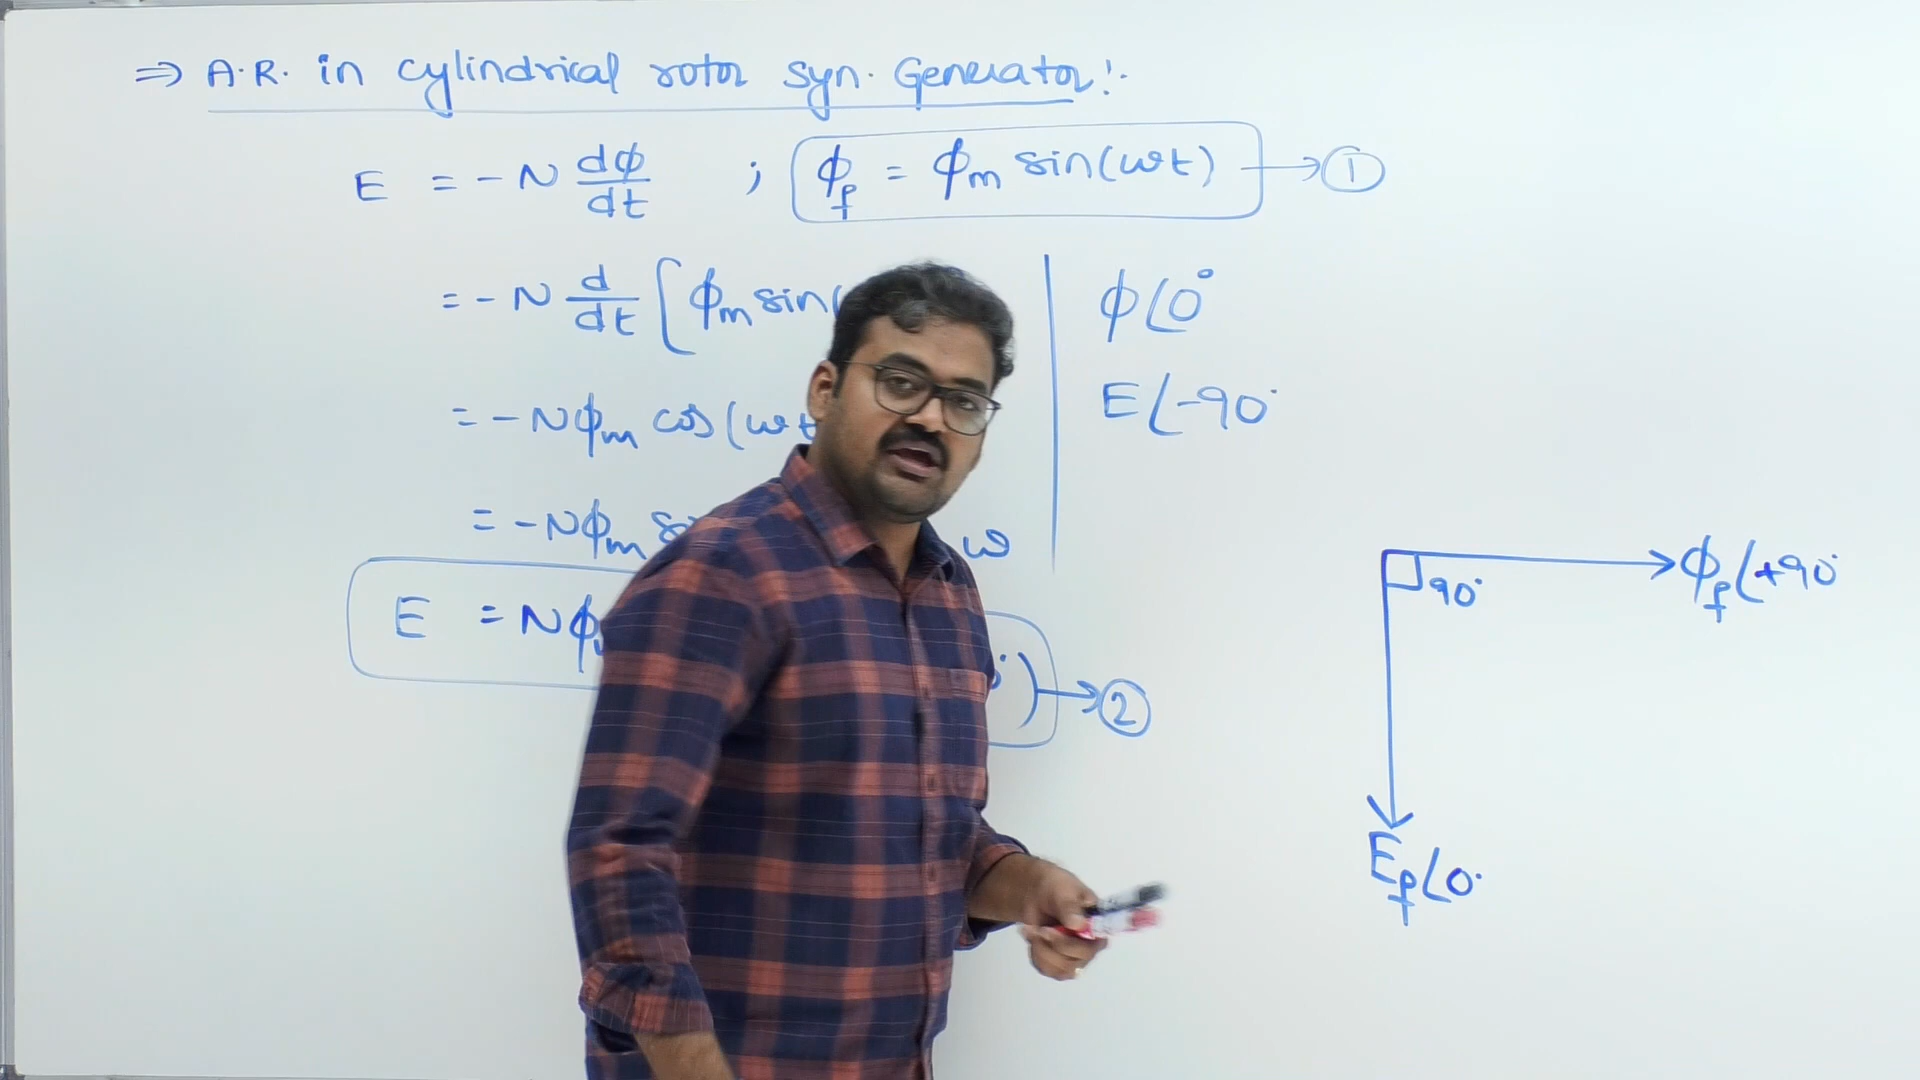 ⇒ A.R. in cylindrical rotor syn. Generator:-
E = -N dϕ/dt ; ϕf = ϕm sin(ωt) → ①
= -N d/dt [ϕm sin(
= -Nϕm cos(ωt
= -Nϕm ω
E = Nϕ ) → ②
ϕ∠0°
E∠-90°
90°
ϕf∠+90°
Ef∠0°